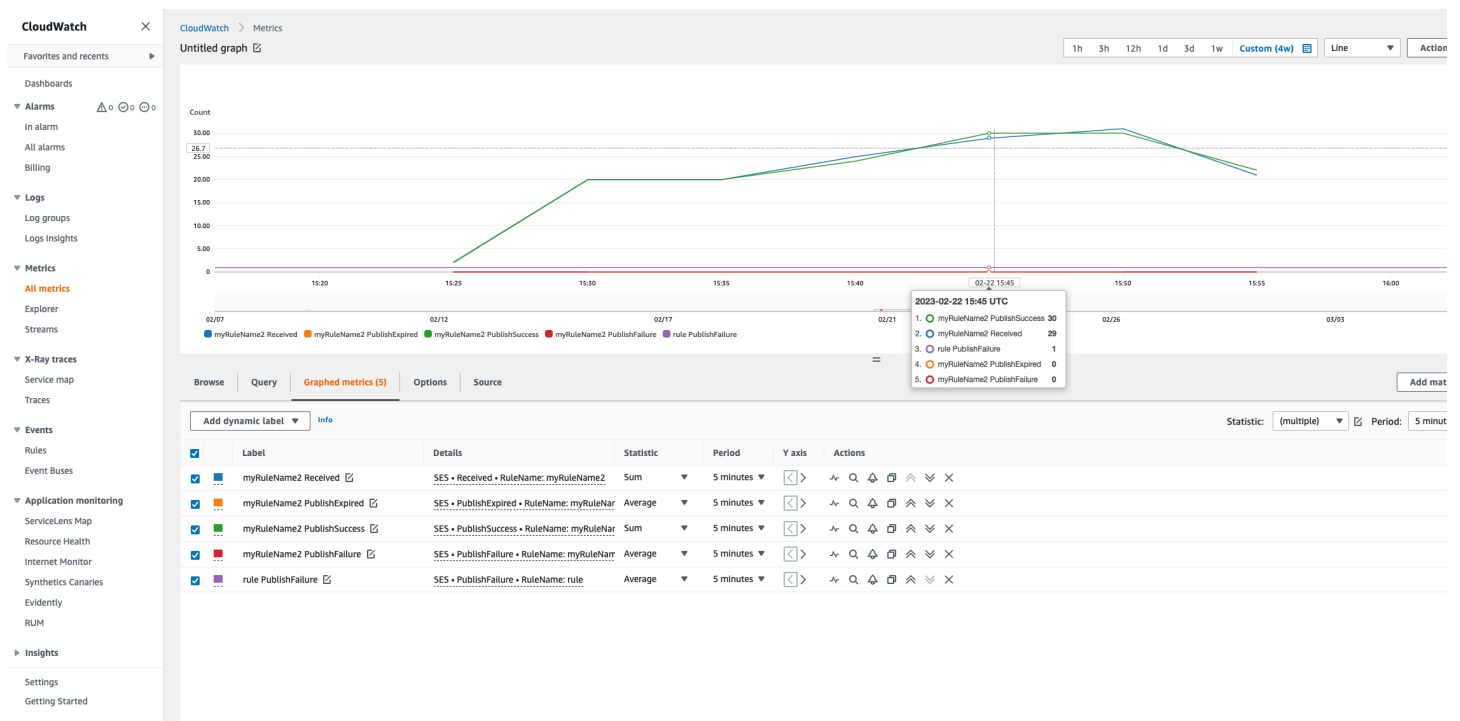 CloudWatch
Favorites and recents
Dashboards
Alarms 0 0 0
In alarm
All alarms
Billing
Logs
Log groups
Logs Insights
Metrics
All metrics
Explorer
Streams
X-Ray traces
Service map
Traces
Events
Rules
Event Buses
Application monitoring
ServiceLens Map
Resource Health
Internet Monitor
Synthetics Canaries
Evidently
RUM
Insights
Settings
Getting Started
CloudWatch > Metrics
Untitled graph
1h 3h 12h 1d 3d 1w Custom (4w) Line Action
Count
30.00
26.7
25.00
20.00
15.00
10.00
5.00
0
15:20 15:25 15:30 15:35 15:40 02-22 15:45 15:50 15:55 16:00
02/07 02/12 02/17 02/21 02/26 03/03
myRuleName2 Received myRuleName2 PublishExpired myRuleName2 PublishSuccess myRuleName2 PublishFailure rule PublishFailure
2023-02-22 15:45 UTC
1. myRuleName2 PublishSuccess 30
2. myRuleName2 Received 29
3. rule PublishFailure 1
4. myRuleName2 PublishExpired 0
5. myRuleName2 PublishFailure 0
Browse Query Graphed metrics (5) Options Source Add mat
Add dynamic label Info Statistic: (multiple) Period: 5 minut
Label Details Statistic Period Y axis Actions
myRuleName2 Received SES • Received • RuleName: myRuleName2 Sum 5 minutes
myRuleName2 PublishExpired SES • PublishExpired • RuleName: myRuleNar Average 5 minutes
myRuleName2 PublishSuccess SES • PublishSuccess • RuleName: myRuleNar Sum 5 minutes
myRuleName2 PublishFailure SES • PublishFailure • RuleName: myRuleNam Average 5 minutes
rule PublishFailure SES • PublishFailure • RuleName: rule Average 5 minutes